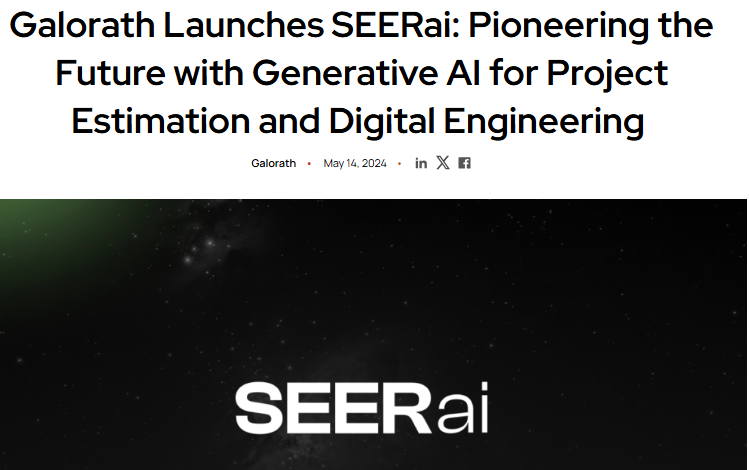 Galorath Launches SEERai: Pioneering the
Future with Generative AI for Project
Estimation and Digital Engineering
Galorath • May 14, 2024 •
SEERai